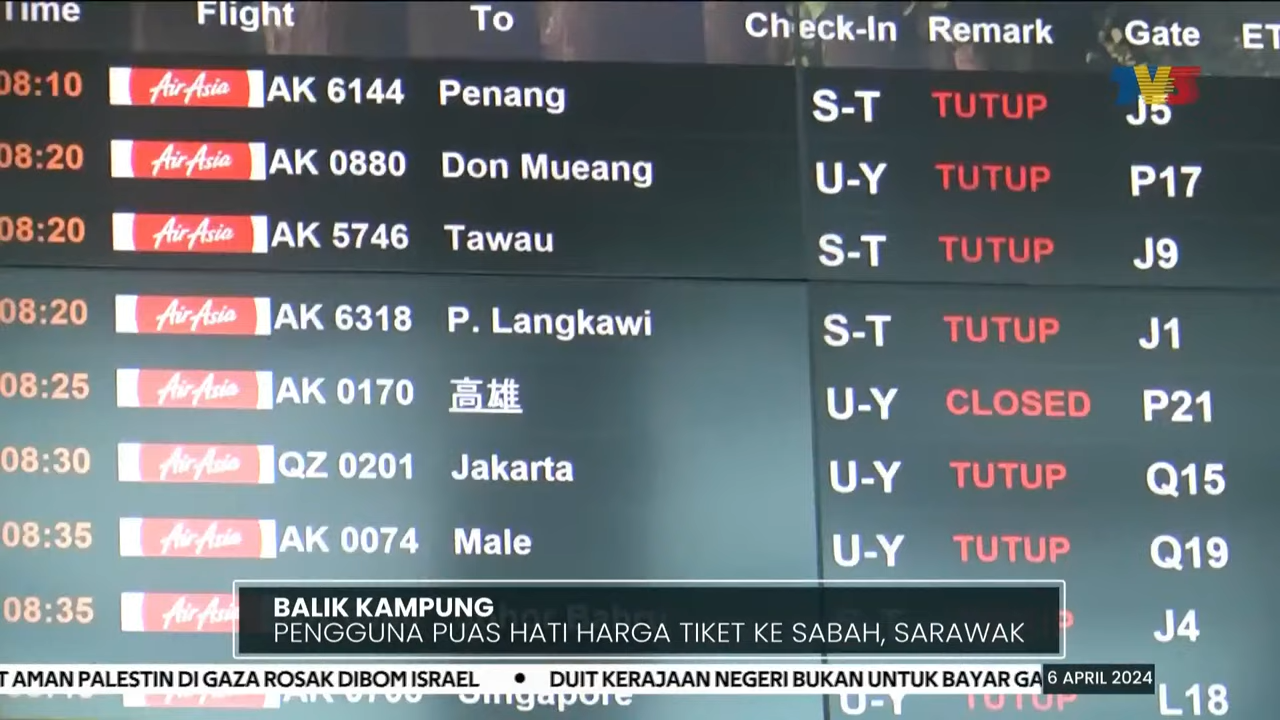 Time Flight To Check-In Remark Gate ET
08:10 AirAsia AK 6144 Penang S-T TUTUP J5
TV3
08:20 AirAsia AK 0880 Don Mueang U-Y TUTUP P17
08:20 AirAsia AK 5746 Tawau S-T TUTUP J9
08:20 AirAsia AK 6318 P. Langkawi S-T TUTUP J1
08:25 AirAsia AK 0170 高雄 U-Y CLOSED P21
08:30 AirAsia QZ 0201 Jakarta U-Y TUTUP Q15
08:35 AirAsia AK 0074 Male U-Y TUTUP Q19
08:35 AirAsia J4
BALIK KAMPUNG
PENGGUNA PUAS HATI HARGA TIKET KE SABAH, SARAWAK
T AMAN PALESTIN DI GAZA ROSAK DIBOM ISRAEL • DUIT KERAJAAN NEGERI BUKAN UNTUK BAYAR GA 6 APRIL 2024
Singapore U-Y TUTUP L18